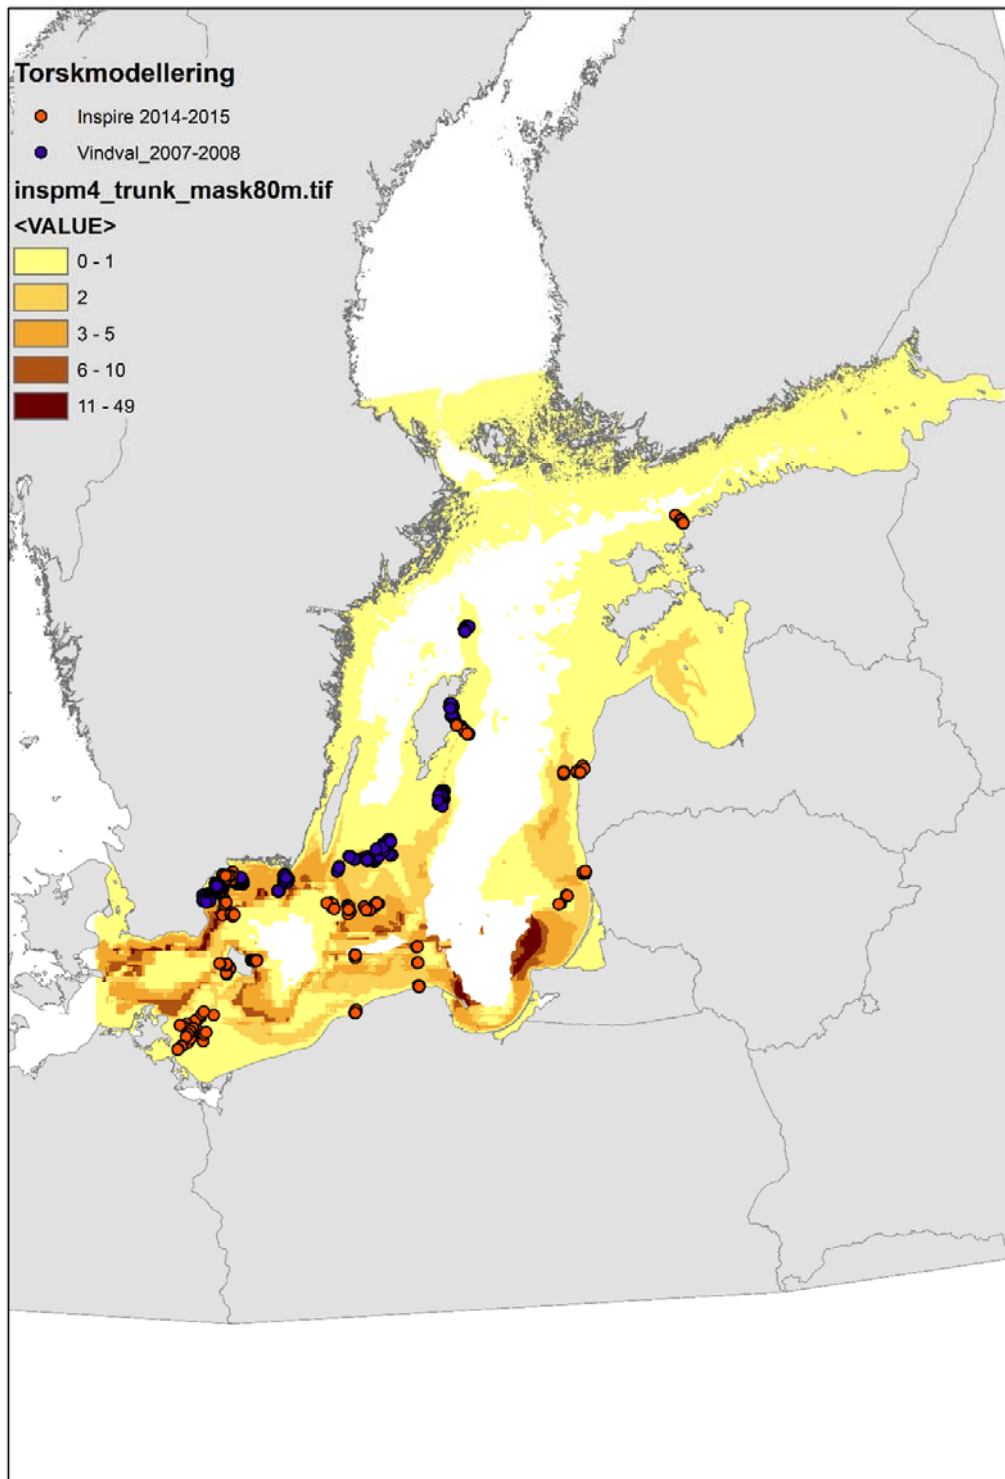 Torskmodellering
Inspire 2014-2015
Vindval_2007-2008
inspm4_trunk_mask80m.tif
<VALUE>
0 - 1
2
3 - 5
6 - 10
11 - 49